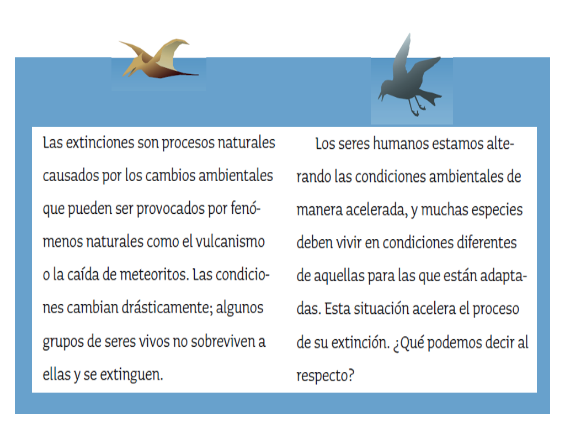 Las extinciones son procesos naturales
causados por los cambios ambientales
que pueden ser provocados por fenó-
menos naturales como el vulcanismo
o la caída de meteoritos. Las condicio-
nes cambian drásticamente; algunos
grupos de seres vivos no sobreviven a
ellas y se extinguen.
Los seres humanos estamos alte-
rando las condiciones ambientales de
manera acelerada, y muchas especies
deben vivir en condiciones diferentes
de aquellas para las que están adapta-
das. Esta situación acelera el proceso
de su extinción. ¿Qué podemos decir al
respecto?